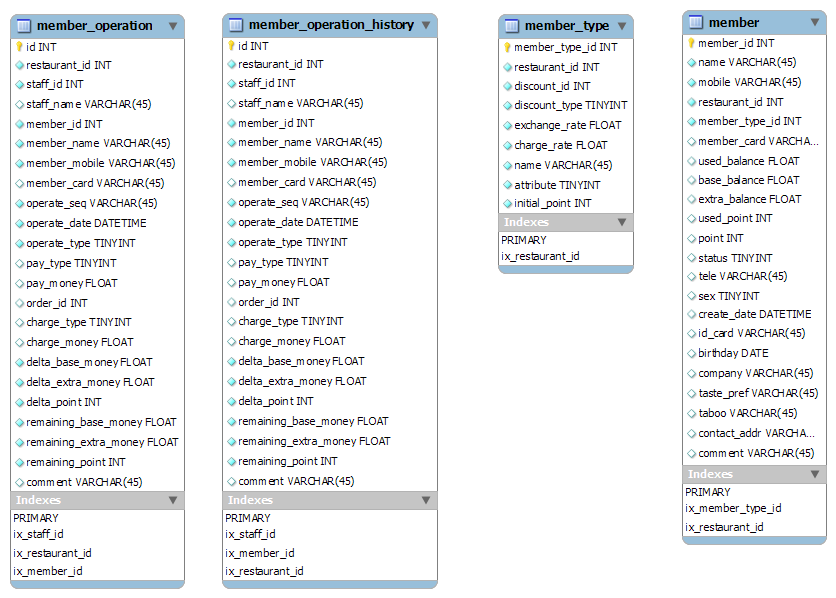 member_operation
id INT
restaurant_id INT
staff_id INT
staff_name VARCHAR(45)
member_id INT
member_name VARCHAR(45)
member_mobile VARCHAR(45)
member_card VARCHAR(45)
operate_seq VARCHAR(45)
operate_date DATETIME
operate_type TINYINT
pay_type TINYINT
pay_money FLOAT
order_id INT
charge_type TINYINT
charge_money FLOAT
delta_base_money FLOAT
delta_extra_money FLOAT
delta_point INT
remaining_base_money FLOAT
remaining_extra_money FLOAT
remaining_point INT
comment VARCHAR(45)
Indexes
PRIMARY
ix_staff_id
ix_restaurant_id
ix_member_id
member_operation_history
id INT
restaurant_id INT
staff_id INT
staff_name VARCHAR(45)
member_id INT
member_name VARCHAR(45)
member_mobile VARCHAR(45)
member_card VARCHAR(45)
operate_seq VARCHAR(45)
operate_date DATETIME
operate_type TINYINT
pay_type TINYINT
pay_money FLOAT
order_id INT
charge_type TINYINT
charge_money FLOAT
delta_base_money FLOAT
delta_extra_money FLOAT
delta_point INT
remaining_base_money FLOAT
remaining_extra_money FLOAT
remaining_point INT
comment VARCHAR(45)
Indexes
PRIMARY
ix_staff_id
ix_member_id
ix_restaurant_id
member_type
member_type_id INT
restaurant_id INT
discount_id INT
discount_type TINYINT
exchange_rate FLOAT
charge_rate FLOAT
name VARCHAR(45)
attribute TINYINT
initial_point INT
Indexes
PRIMARY
ix_restaurant_id
member
member_id INT
name VARCHAR(45)
mobile VARCHAR(45)
restaurant_id INT
member_type_id INT
member_card VARCHA...
used_balance FLOAT
base_balance FLOAT
extra_balance FLOAT
used_point INT
point INT
status TINYINT
tele VARCHAR(45)
sex TINYINT
create_date DATETIME
id_card VARCHAR(45)
birthday DATE
company VARCHAR(45)
taste_pref VARCHAR(45)
taboo VARCHAR(45)
contact_addr VARCHA...
comment VARCHAR(45)
Indexes
PRIMARY
ix_member_type_id
ix_restaurant_id